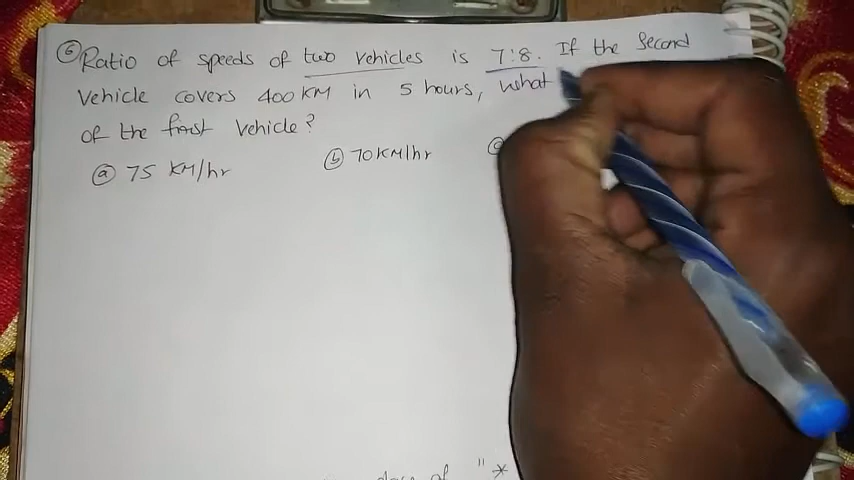 ⑥ Ratio of speeds of two vehicles is 7:8. If the second
vehicle covers 400 KM in 5 hours, what
of the first vehicle?
ⓐ 75 KM/hr ⓑ 70 KM/hr
of "*